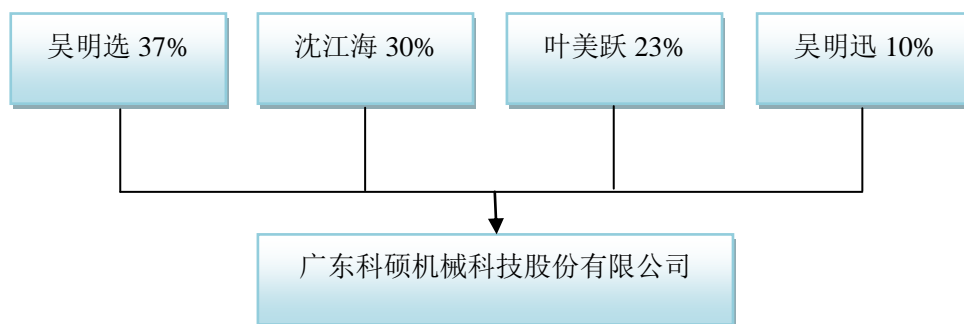 吴明选 37%
沈江海 30%
叶美跃 23%
吴明迅 10%
广东科硕机械科技股份有限公司